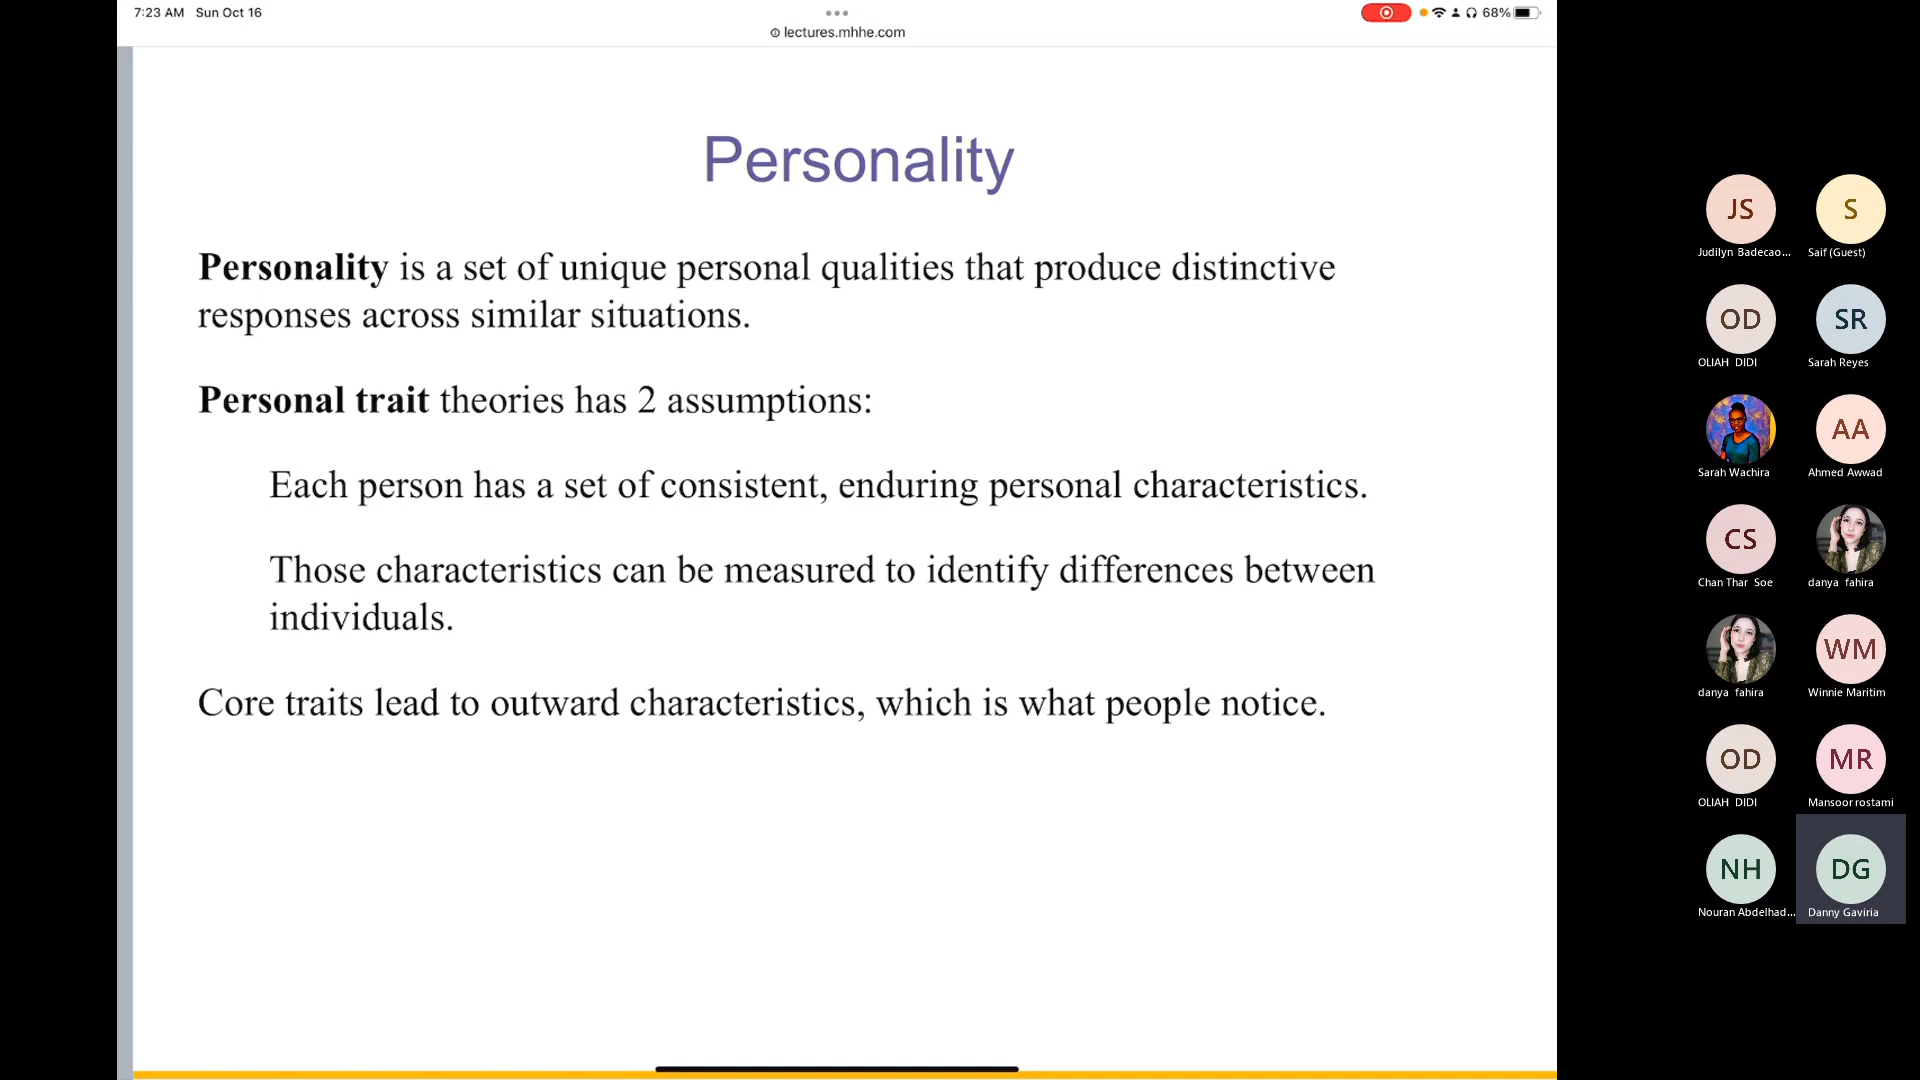 7:23 AM Sun Oct 16
68%
lectures.mhhe.com
Personality
Personality is a set of unique personal qualities that produce distinctive
responses across similar situations.
Personal trait theories has 2 assumptions:
Each person has a set of consistent, enduring personal characteristics.
Those characteristics can be measured to identify differences between
individuals.
Core traits lead to outward characteristics, which is what people notice.
JS S
Judilyn Badecao... Saif (Guest)
OD SR
OLIAH DIDI Sarah Reyes
AA
Sarah Wachira Ahmed Awwad
CS
Chan Thar Soe danya fahira
WM
danya fahira Winnie Maritim
OD MR
OLIAH DIDI Mansoor rostami
NH DG
Nouran Abdelhad... Danny Gaviria